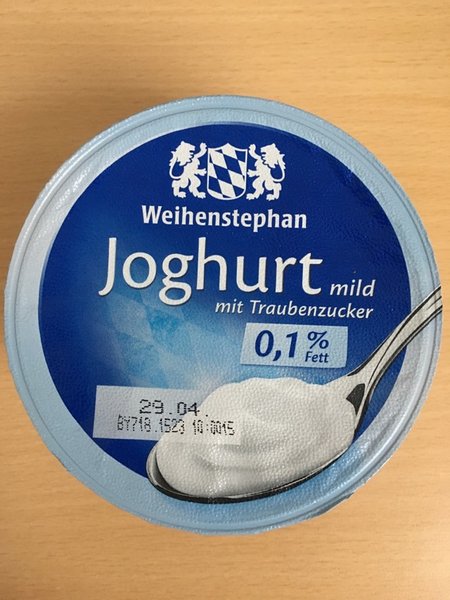 Weihenstephan
Joghurt mild
mit Traubenzucker
0,1% Fett
29.04.
BY718.1523 10:0015